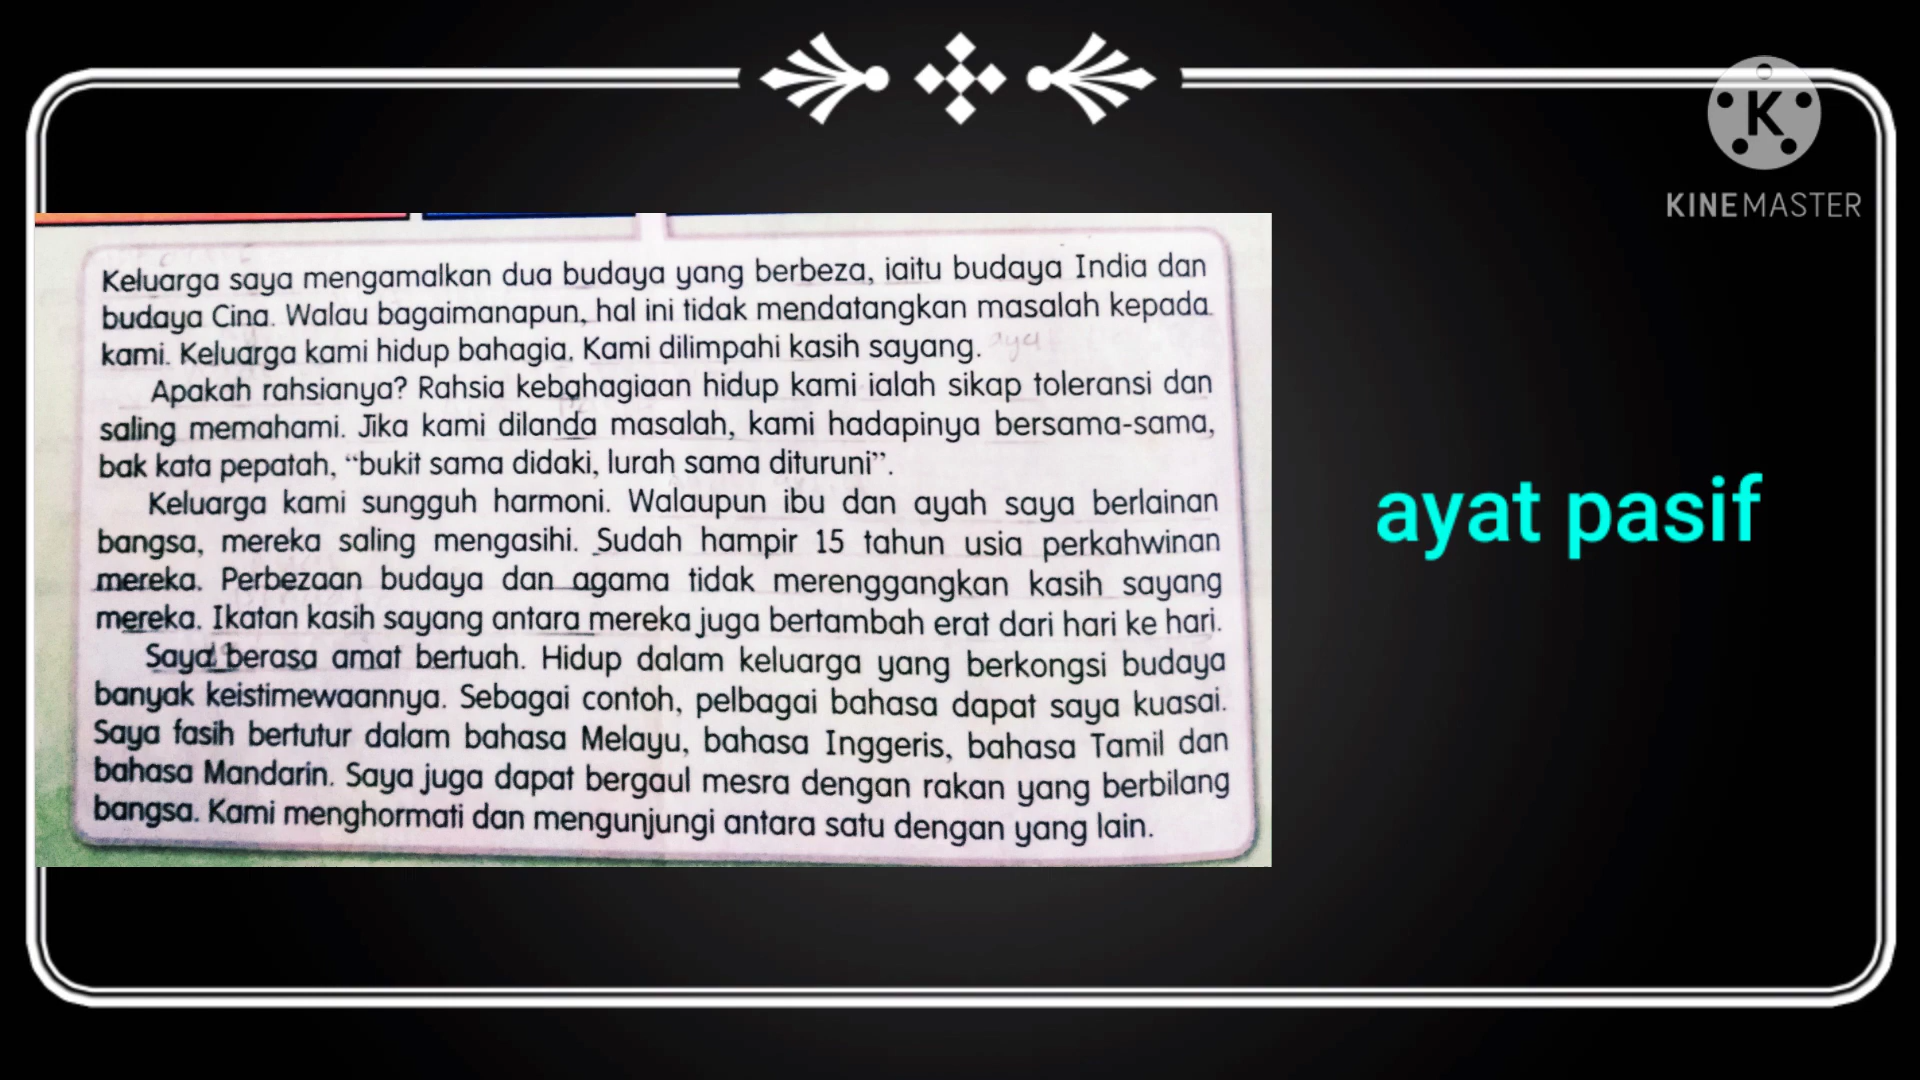 KINEMASTER
Keluarga saya mengamalkan dua budaya yang berbeza, iaitu budaya India dan
budaya Cina. Walau bagaimanapun, hal ini tidak mendatangkan masalah kepada
kami. Keluarga kami hidup bahagia. Kami dilimpahi kasih sayang.
Apakah rahsianya? Rahsia kebahagiaan hidup kami ialah sikap toleransi dan
saling memahami. Jika kami dilanda masalah, kami hadapinya bersama-sama,
bak kata pepatah, “bukit sama didaki, lurah sama dituruni”.
Keluarga kami sungguh harmoni. Walaupun ibu dan ayah saya berlainan
bangsa, mereka saling mengasihi. Sudah hampir 15 tahun usia perkahwinan
mereka. Perbezaan budaya dan agama tidak merenggangkan kasih sayang
mereka. Ikatan kasih sayang antara mereka juga bertambah erat dari hari ke hari.
Saya berasa amat bertuah. Hidup dalam keluarga yang berkongsi budaya
banyak keistimewaannya. Sebagai contoh, pelbagai bahasa dapat saya kuasai.
Saya fasih bertutur dalam bahasa Melayu, bahasa Inggeris, bahasa Tamil dan
bahasa Mandarin. Saya juga dapat bergaul mesra dengan rakan yang berbilang
bangsa. Kami menghormati dan mengunjungi antara satu dengan yang lain.
ayat pasif